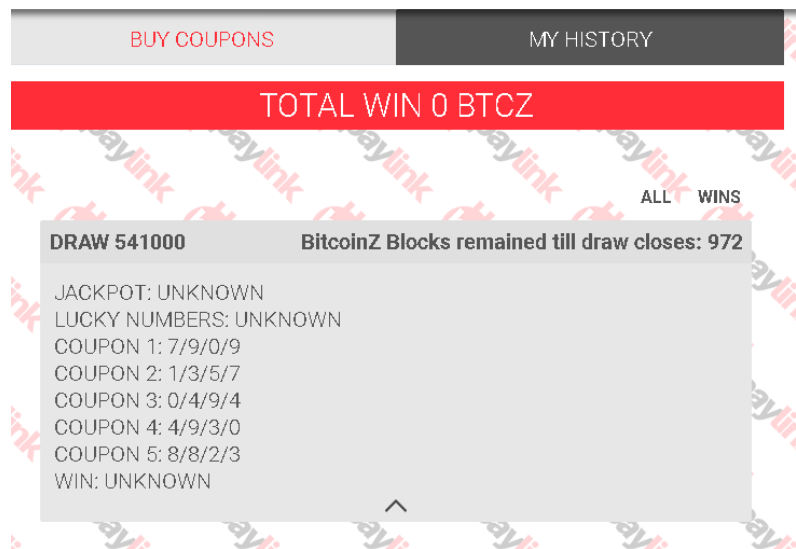 BUY COUPONS
MY HISTORY
TOTAL WIN 0 BTCZ
ALL WINS
DRAW 541000 BitcoinZ Blocks remained till draw closes: 972
JACKPOT: UNKNOWN
LUCKY NUMBERS: UNKNOWN
COUPON 1: 7/9/0/9
COUPON 2: 1/3/5/7
COUPON 3: 0/4/9/4
COUPON 4: 4/9/3/0
COUPON 5: 8/8/2/3
WIN: UNKNOWN
paylink